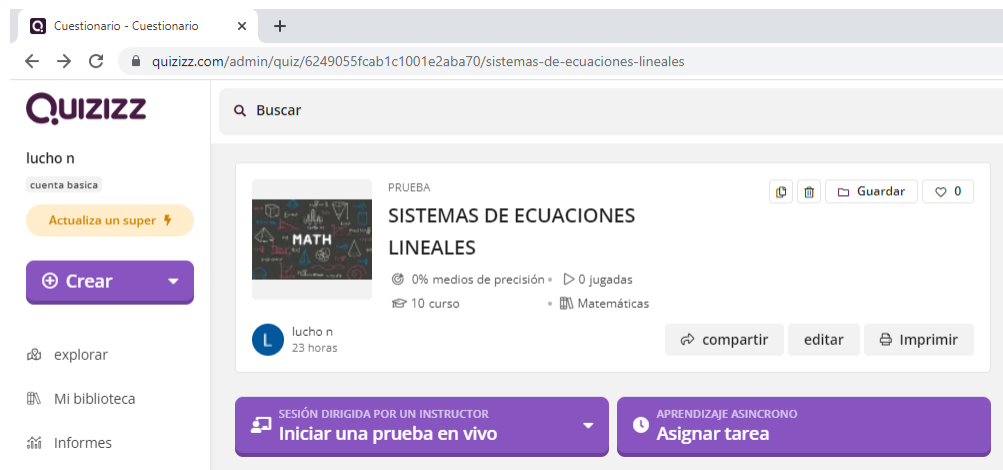 Cuestionario - Cuestionario
quizizz.com/admin/quiz/6249055fcab1c1001e2aba70/sistemas-de-ecuaciones-lineales
QUIZIZZ
Buscar
lucho n
cuenta basica
Actualiza un super
Crear
explorar
Mi biblioteca
Informes
MATH
PRUEBA
Guardar
0
SISTEMAS DE ECUACIONES
LINEALES
0% medios de precisión
0 jugadas
10 curso
Matemáticas
L
lucho n
23 horas
compartir
editar
Imprimir
SESIÓN DIRIGIDA POR UN INSTRUCTOR
Iniciar una prueba en vivo
APRENDIZAJE ASINCRONO
Asignar tarea